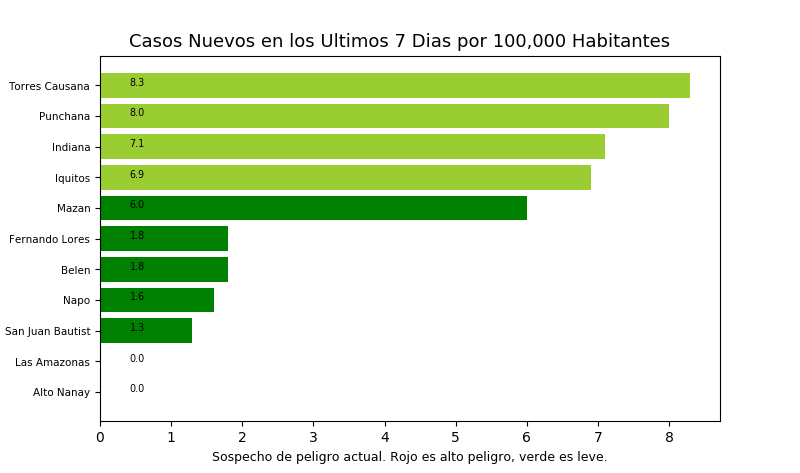 Casos Nuevos en los Ultimos 7 Dias por 100,000 Habitantes
Torres Causana 8.3
Punchana 8.0
Indiana 7.1
Iquitos 6.9
Mazan 6.0
Fernando Lores 1.8
Belen 1.8
Napo 1.6
San Juan Bautist 1.3
Las Amazonas 0.0
Alto Nanay 0.0
0 1 2 3 4 5 6 7 8
Sospecho de peligro actual. Rojo es alto peligro, verde es leve.